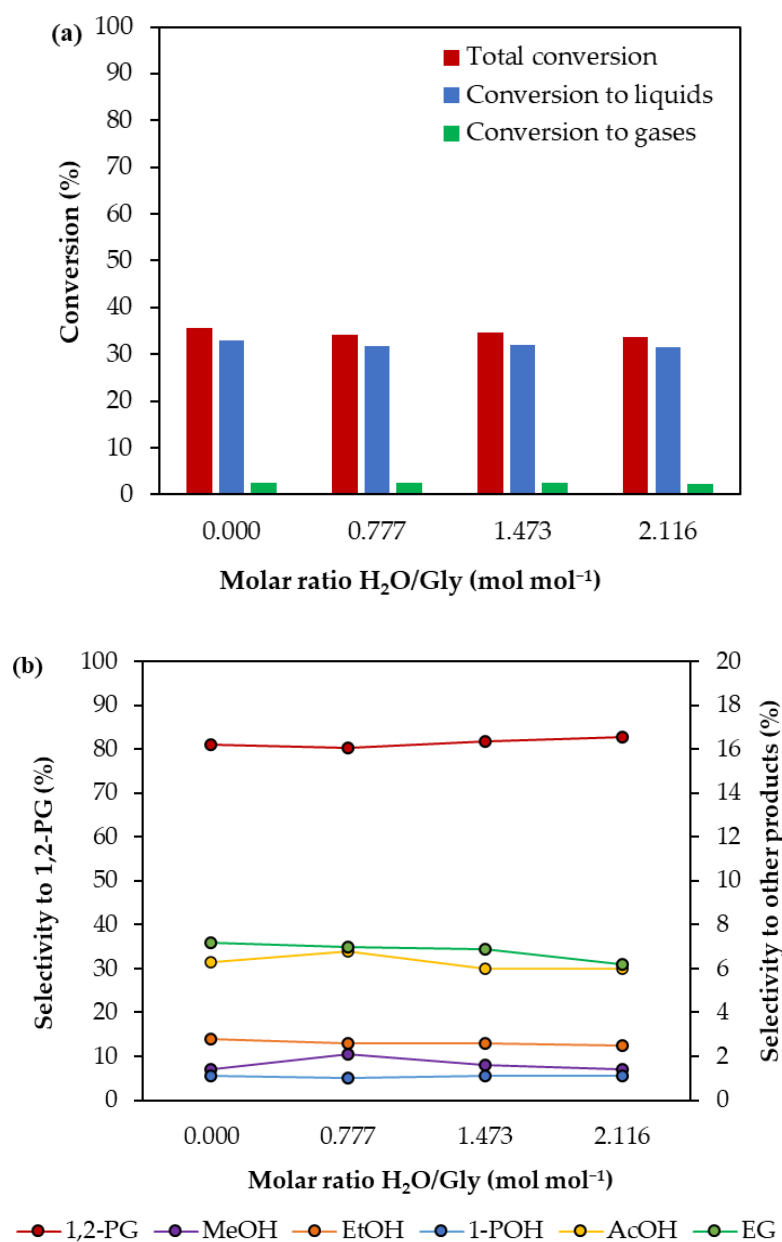 (a)
100
90
80
70
60
50
40
30
20
10
0
Conversion (%)
Total conversion
Conversion to liquids
Conversion to gases
0.000 0.777 1.473 2.116
Molar ratio H₂O/Gly (mol mol⁻¹)
(b)
100
90
80
70
60
50
40
30
20
10
0
Selectivity to 1,2-PG (%)
20
18
16
14
12
10
8
6
4
2
0
Selectivity to other products (%)
0.000 0.777 1.473 2.116
Molar ratio H₂O/Gly (mol mol⁻¹)
1,2-PG MeOH EtOH 1-POH AcOH EG